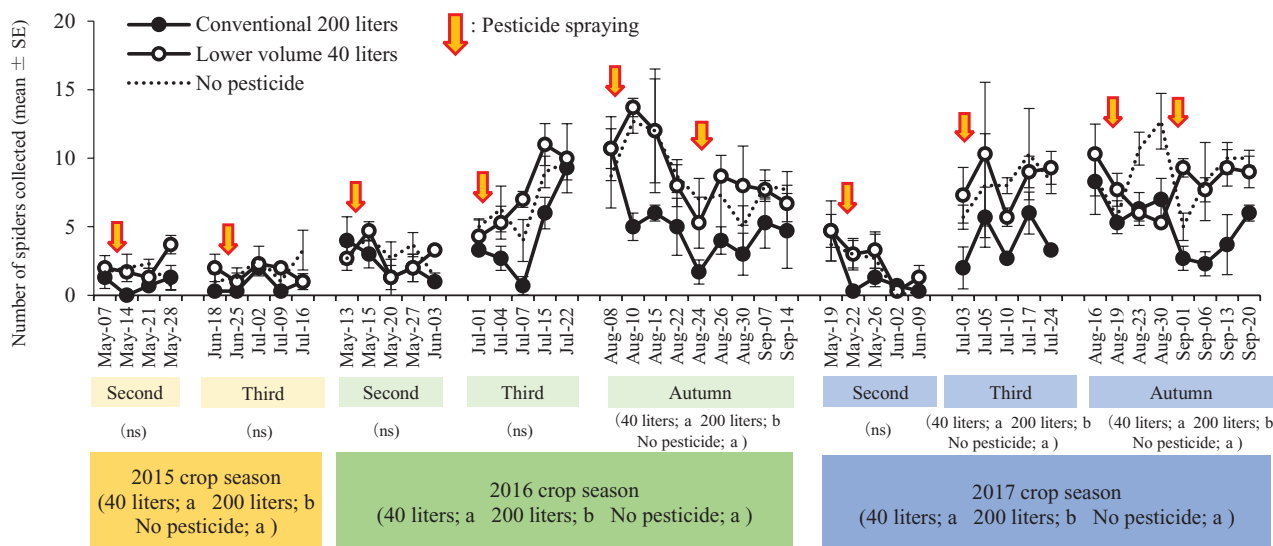 Number of spiders collected (mean ± SE)
20
15
10
5
0
Conventional 200 liters
Lower volume 40 liters
No pesticide
: Pesticide spraying
May-07
May-14
May-21
May-28
Jun-18
Jun-25
Jul-02
Jul-09
Jul-16
May-13
May-15
May-20
May-27
Jun-03
Jul-01
Jul-04
Jul-07
Jul-15
Jul-22
Aug-08
Aug-10
Aug-15
Aug-22
Aug-24
Aug-26
Aug-30
Sep-07
Sep-14
May-19
May-22
May-26
Jun-02
Jun-09
Jul-03
Jul-05
Jul-10
Jul-17
Jul-24
Aug-16
Aug-19
Aug-23
Aug-30
Sep-01
Sep-06
Sep-13
Sep-20
Second
Third
Second
Third
Autumn
Second
Third
Autumn
(ns)
(ns)
(ns)
(ns)
(40 liters; a 200 liters; b
No pesticide; a )
(ns)
(40 liters; a 200 liters; b
No pesticide; a )
(40 liters; a 200 liters; b
No pesticide; a )
2015 crop season
(40 liters; a 200 liters; b
No pesticide; a )
2016 crop season
(40 liters; a 200 liters; b No pesticide; a )
2017 crop season
(40 liters; a 200 liters; b No pesticide; a )